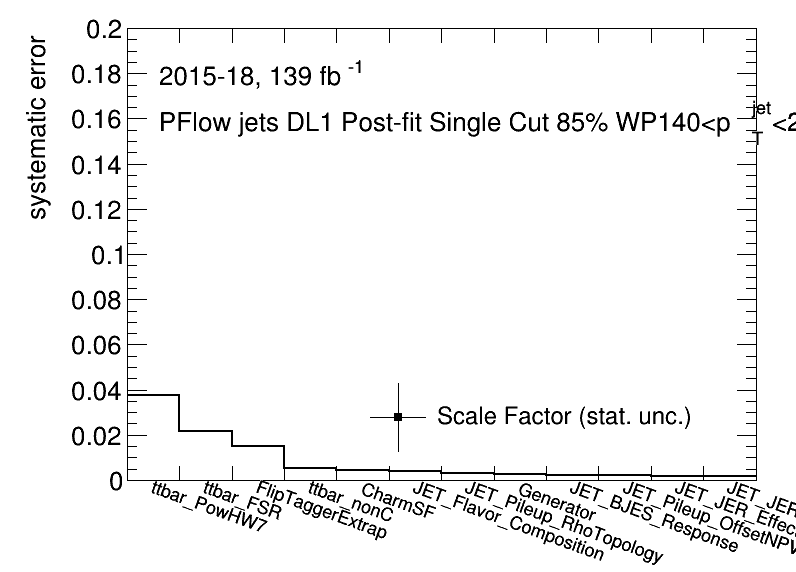 systematic error
0.2
0.18
0.16
0.14
0.12
0.1
0.08
0.06
0.04
0.02
0
2015-18, 139 fb -1
PFlow jets DL1 Post-fit Single Cut 85% WP140<p jet T <2
Scale Factor (stat. unc.)
ttbar_PowHW7
ttbar_FSR
FlipTaggerExtrap
ttbar_nonC
CharmSF
JET_Flavor_Composition
JET_Pileup_RhoTopology
Generator
JET_BJES_Response
JET_Pileup_OffsetNPV
JET_JER_Effec
JET_JER